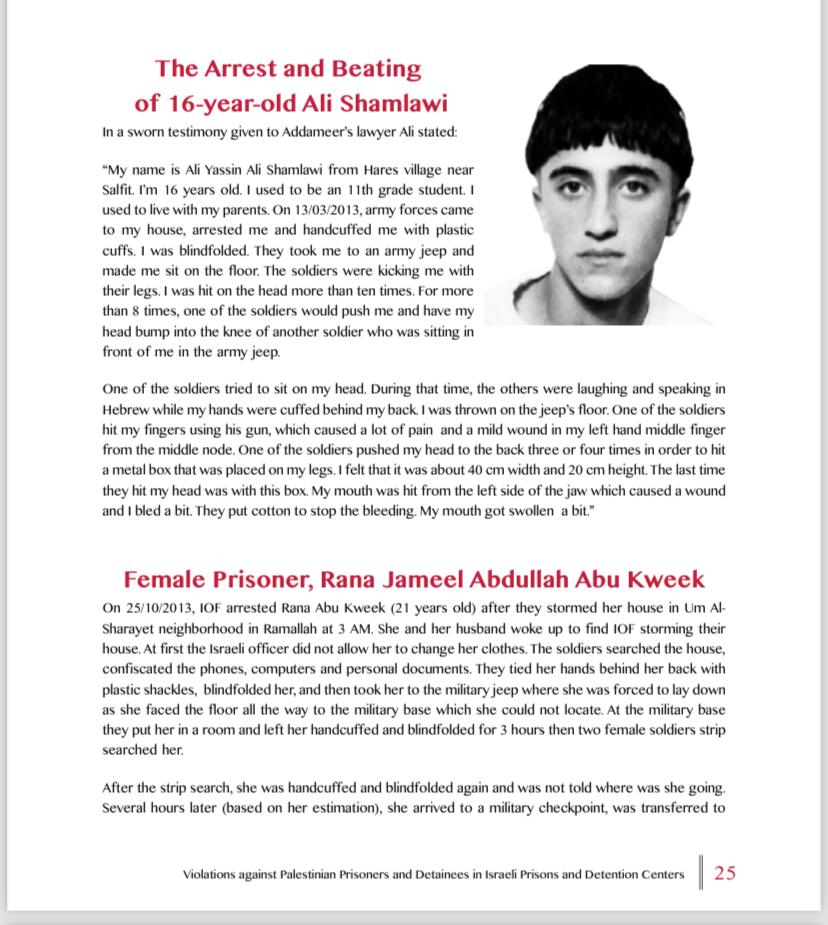 The Arrest and Beating
of 16-year-old Ali Shamlawi
In a sworn testimony given to Addameer's lawyer Ali stated:
“My name is Ali Yassin Ali Shamlawi from Hares village near
Salfit. I'm 16 years old. I used to be an 11th grade student. I
used to live with my parents. On 13/03/2013, army forces came
to my house, arrested me and handcuffed me with plastic
cuffs. I was blindfolded. They took me to an army jeep and
made me sit on the floor. The soldiers were kicking me with
their legs. I was hit on the head more than ten times. For more
than 8 times, one of the soldiers would push me and have my
head bump into the knee of another soldier who was sitting in
front of me in the army jeep.
One of the soldiers tried to sit on my head. During that time, the others were laughing and speaking in
Hebrew while my hands were cuffed behind my back. I was thrown on the jeep's floor. One of the soldiers
hit my fingers using his gun, which caused a lot of pain and a mild wound in my left hand middle finger
from the middle node. One of the soldiers pushed my head to the back three or four times in order to hit
a metal box that was placed on my legs. I felt that it was about 40 cm width and 20 cm height. The last time
they hit my head was with this box. My mouth was hit from the left side of the jaw which caused a wound
and I bled a bit. They put cotton to stop the bleeding. My mouth got swollen a bit.”
Female Prisoner, Rana Jameel Abdullah Abu Kweek
On 25/10/2013, IOF arrested Rana Abu Kweek (21 years old) after they stormed her house in Um Al-
Sharayet neighborhood in Ramallah at 3 AM. She and her husband woke up to find IOF storming their
house. At first the Israeli officer did not allow her to change her clothes. The soldiers searched the house,
confiscated the phones, computers and personal documents. They tied her hands behind her back with
plastic shackles, blindfolded her, and then took her to the military jeep where she was forced to lay down
as she faced the floor all the way to the military base which she could not locate. At the military base
they put her in a room and left her handcuffed and blindfolded for 3 hours then two female soldiers strip
searched her.
After the strip search, she was handcuffed and blindfolded again and was not told where was she going.
Several hours later (based on her estimation), she arrived to a military checkpoint, was transferred to
Violations against Palestinian Prisoners and Detainees in Israeli Prisons and Detention Centers 25